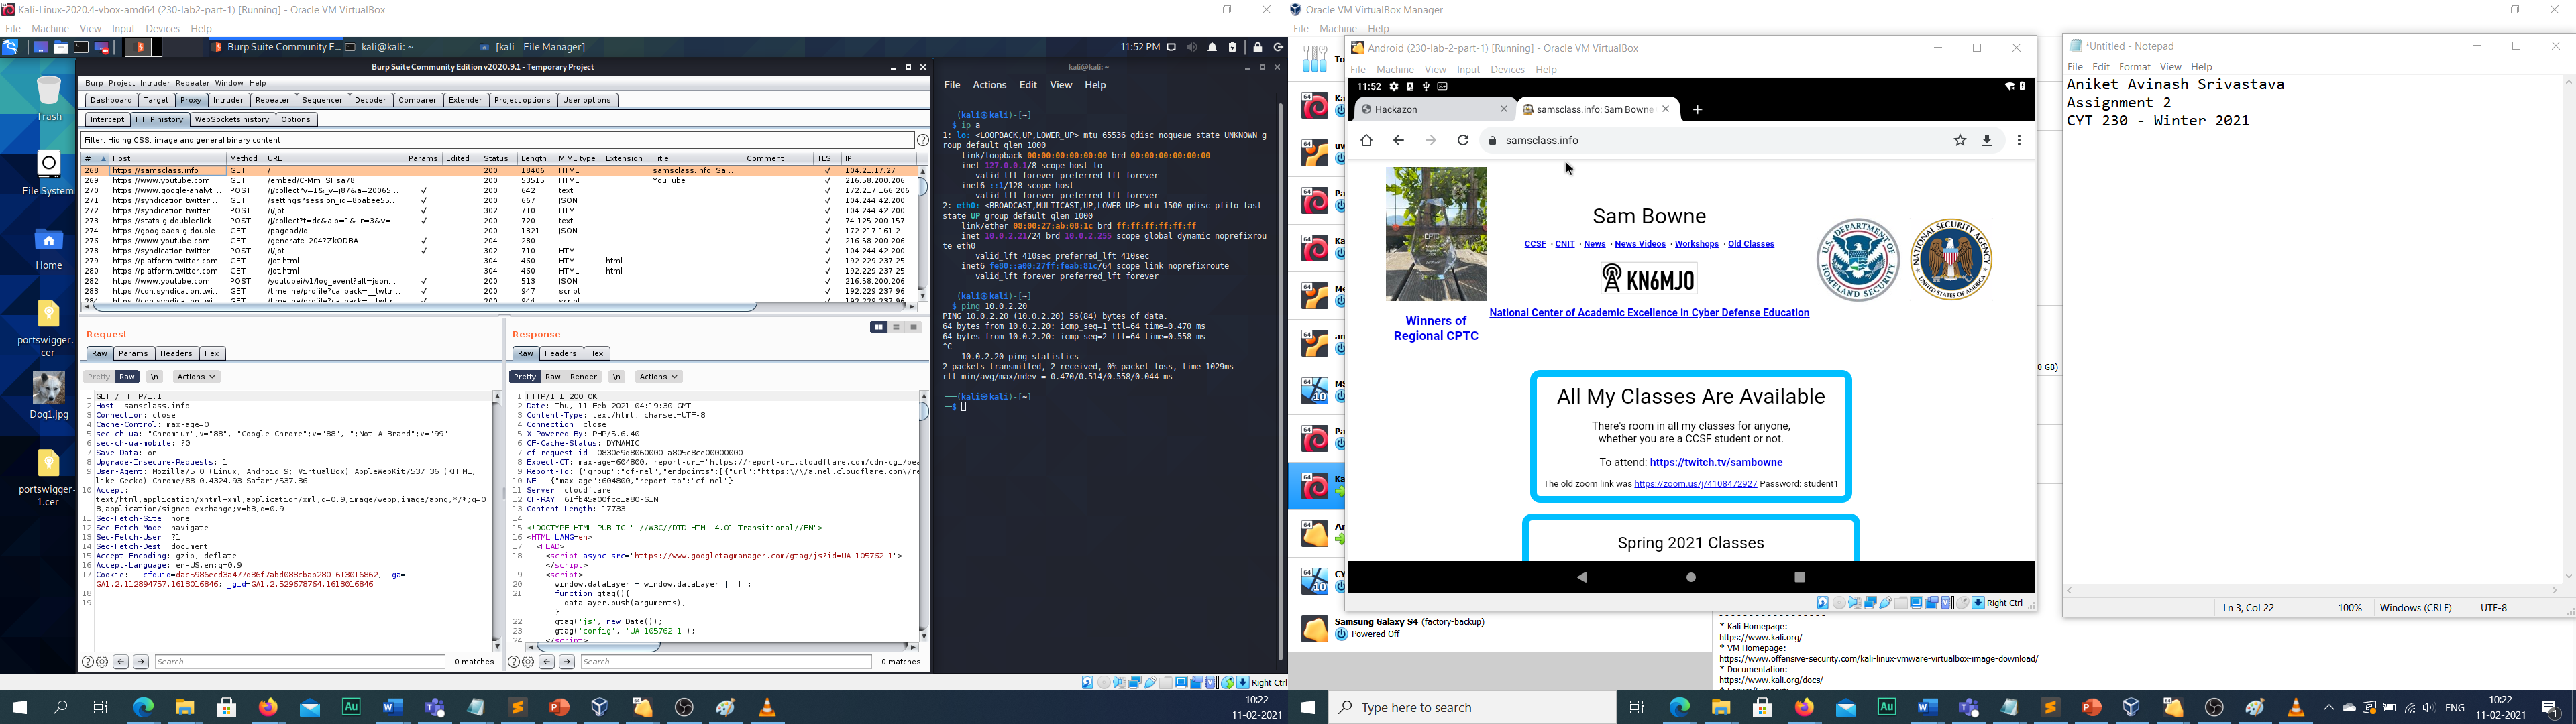 Kali-Linux-2020.4-vbox-amd64 (230-lab2-part-1) [Running] - Oracle VM VirtualBox
File Machine View Input Devices Help
Burp Suite Community E... kali@kali: ~ [kali - File Manager] 11:52 PM
Trash
File System
Home
portswigger.
cer
Dog1.jpg
portswigger-
1.cer
Burp Suite Community Edition v2020.9.1 - Temporary Project
Burp Project Intruder Repeater Window Help
Dashboard Target Proxy Intruder Repeater Sequencer Decoder Comparer Extender Project options User options
Intercept HTTP history WebSockets history Options
Filter: Hiding CSS, image and general binary content
# Host Method URL Params Edited Status Length MIME type Extension Title Comment TLS IP
268 https://samsclass.info GET / 200 18406 HTML samsclass.info: Sa... ✓ 104.21.17.27
269 https://www.youtube.com GET /embed/C-MmTSHsa78 200 53515 HTML YouTube ✓ 216.58.200.206
270 https://www.google-analyti... POST /j/collect?v=1&_v=j87&a=20065... ✓ 200 642 text ✓ 172.217.166.206
271 https://syndication.twitter.... GET /settings?session_id=8babee55... ✓ 200 667 JSON ✓ 104.244.42.200
272 https://syndication.twitter.... POST /i/jot 302 710 HTML ✓ 104.244.42.200
273 https://stats.g.doubleclick.... POST /j/collect?t=dc&aip=1&_r=3&v=... ✓ 200 720 text ✓ 74.125.200.157
274 https://googleads.g.double... GET /pagead/id 200 1321 JSON ✓ 172.217.161.2
276 https://www.youtube.com GET /generate_204?ZkODBA ✓ 204 280 ✓ 216.58.200.206
278 https://syndication.twitter.... POST /i/jot ✓ 302 710 HTML ✓ 104.244.42.200
279 https://platform.twitter.com GET /jot.html 304 460 HTML html ✓ 192.229.237.25
280 https://platform.twitter.com GET /jot.html 304 460 HTML html ✓ 192.229.237.25
282 https://www.youtube.com POST /youtubei/v1/log_event?alt=json... ✓ 200 513 JSON ✓ 216.58.200.206
283 https://cdn.syndication.twi... GET /timeline/profile?callback=__twttr... ✓ 200 947 script ✓ 192.229.237.96
Request
Raw Params Headers Hex
Pretty Raw \n Actions
1 GET / HTTP/1.1
2 Host: samsclass.info
3 Connection: close
4 Cache-Control: max-age=0
5 sec-ch-ua: "Chromium";v="88", "Google Chrome";v="88", ";Not A Brand";v="99"
6 sec-ch-ua-mobile: ?0
7 Save-Data: on
8 Upgrade-Insecure-Requests: 1
9 User-Agent: Mozilla/5.0 (Linux; Android 9; VirtualBox) AppleWebKit/537.36 (KHTML,
like Gecko) Chrome/88.0.4324.93 Safari/537.36
10 Accept:
text/html,application/xhtml+xml,application/xml;q=0.9,image/webp,image/apng,*/*;q=0.
8,application/signed-exchange;v=b3;q=0.9
11 Sec-Fetch-Site: none
12 Sec-Fetch-Mode: navigate
13 Sec-Fetch-User: ?1
14 Sec-Fetch-Dest: document
15 Accept-Encoding: gzip, deflate
16 Accept-Language: en-US,en;q=0.9
17 Cookie: __cfduid=dac5986ecd3a477d36f7abd088cbab2801613016862; _ga=
GA1.2.112894757.1613016846; _gid=GA1.2.529678764.1613016846
18
19
Search... 0 matches
Response
Raw Headers Hex
Pretty Raw Render \n Actions
1 HTTP/1.1 200 OK
2 Date: Thu, 11 Feb 2021 04:19:30 GMT
3 Content-Type: text/html; charset=UTF-8
4 Connection: close
5 X-Powered-By: PHP/5.6.40
6 CF-Cache-Status: DYNAMIC
7 cf-request-id: 0830e9d80600001a805c8ce000000001
8 Expect-CT: max-age=604800, report-uri="https://report-uri.cloudflare.com/cdn-cgi/bea
9 Report-To: {"group":"cf-nel","endpoints":[{"url":"https:\/\/a.nel.cloudflare.com\/re
10 NEL: {"max_age":604800,"report_to":"cf-nel"}
11 Server: cloudflare
12 CF-RAY: 61fb45a00fcc1a80-SIN
13 Content-Length: 17733
14
15 <!DOCTYPE HTML PUBLIC "-//W3C//DTD HTML 4.01 Transitional//EN">
16 <HTML LANG=en>
17 <HEAD>
18 <script async src="https://www.googletagmanager.com/gtag/js?id=UA-105762-1">
</script>
19 <script>
20 window.dataLayer = window.dataLayer || [];
21 function gtag(){
dataLayer.push(arguments);
}
22 gtag('js', new Date());
23 gtag('config', 'UA-105762-1');
24 </script>
Search... 0 matches
kali@kali: ~
File Actions Edit View Help
(kali㉿kali)-[~]
$ ip a
1: lo: <LOOPBACK,UP,LOWER_UP> mtu 65536 qdisc noqueue state UNKNOWN g
roup default qlen 1000
link/loopback 00:00:00:00:00:00 brd 00:00:00:00:00:00
inet 127.0.0.1/8 scope host lo
valid_lft forever preferred_lft forever
inet6 ::1/128 scope host
valid_lft forever preferred_lft forever
2: eth0: <BROADCAST,MULTICAST,UP,LOWER_UP> mtu 1500 qdisc pfifo_fast
state UP group default qlen 1000
link/ether 08:00:27:ab:08:1c brd ff:ff:ff:ff:ff:ff
inet 10.0.2.21/24 brd 10.0.2.255 scope global dynamic noprefixrou
te eth0
valid_lft 410sec preferred_lft 410sec
inet6 fe80::a00:27ff:feab:81c/64 scope link noprefixroute
valid_lft forever preferred_lft forever
(kali㉿kali)-[~]
$ ping 10.0.2.20
PING 10.0.2.20 (10.0.2.20) 56(84) bytes of data.
64 bytes from 10.0.2.20: icmp_seq=1 ttl=64 time=0.470 ms
64 bytes from 10.0.2.20: icmp_seq=2 ttl=64 time=0.558 ms
^C
--- 10.0.2.20 ping statistics ---
2 packets transmitted, 2 received, 0% packet loss, time 1029ms
rtt min/avg/max/mdev = 0.470/0.514/0.558/0.044 ms
(kali㉿kali)-[~]
$
Right Ctrl
10:22
11-02-2021
Oracle VM VirtualBox Manager
File Machine Help
Android (230-lab-2-part-1) [Running] - Oracle VM VirtualBox
File Machine View Input Devices Help
11:52
Hackazon samsclass.info: Sam Bowne
samsclass.info
Sam Bowne
CCSF · CNIT · News · News Videos · Workshops · Old Classes
KN6MJO
U.S. DEPARTMENT OF HOMELAND SECURITY
NATIONAL SECURITY AGENCY UNITED STATES OF AMERICA
Winners of
Regional CPTC
National Center of Academic Excellence in Cyber Defense Education
All My Classes Are Available
There's room in all my classes for anyone,
whether you are a CCSF student or not.
To attend: https://twitch.tv/sambowne
The old zoom link was https://zoom.us/j/4108472927 Password: student1
Spring 2021 Classes
Right Ctrl
Samsung Galaxy S4 (factory-backup)
Powered Off
* Kali Homepage:
https://www.kali.org/
* VM Homepage:
https://www.offensive-security.com/kali-linux-vmware-virtualbox-image-download/
* Documentation:
https://www.kali.org/docs/
0 GB)
*Untitled - Notepad
File Edit Format View Help
Aniket Avinash Srivastava
Assignment 2
CYT 230 - Winter 2021
Ln 3, Col 22 100% Windows (CRLF) UTF-8
Type here to search
ENG
10:22
11-02-2021